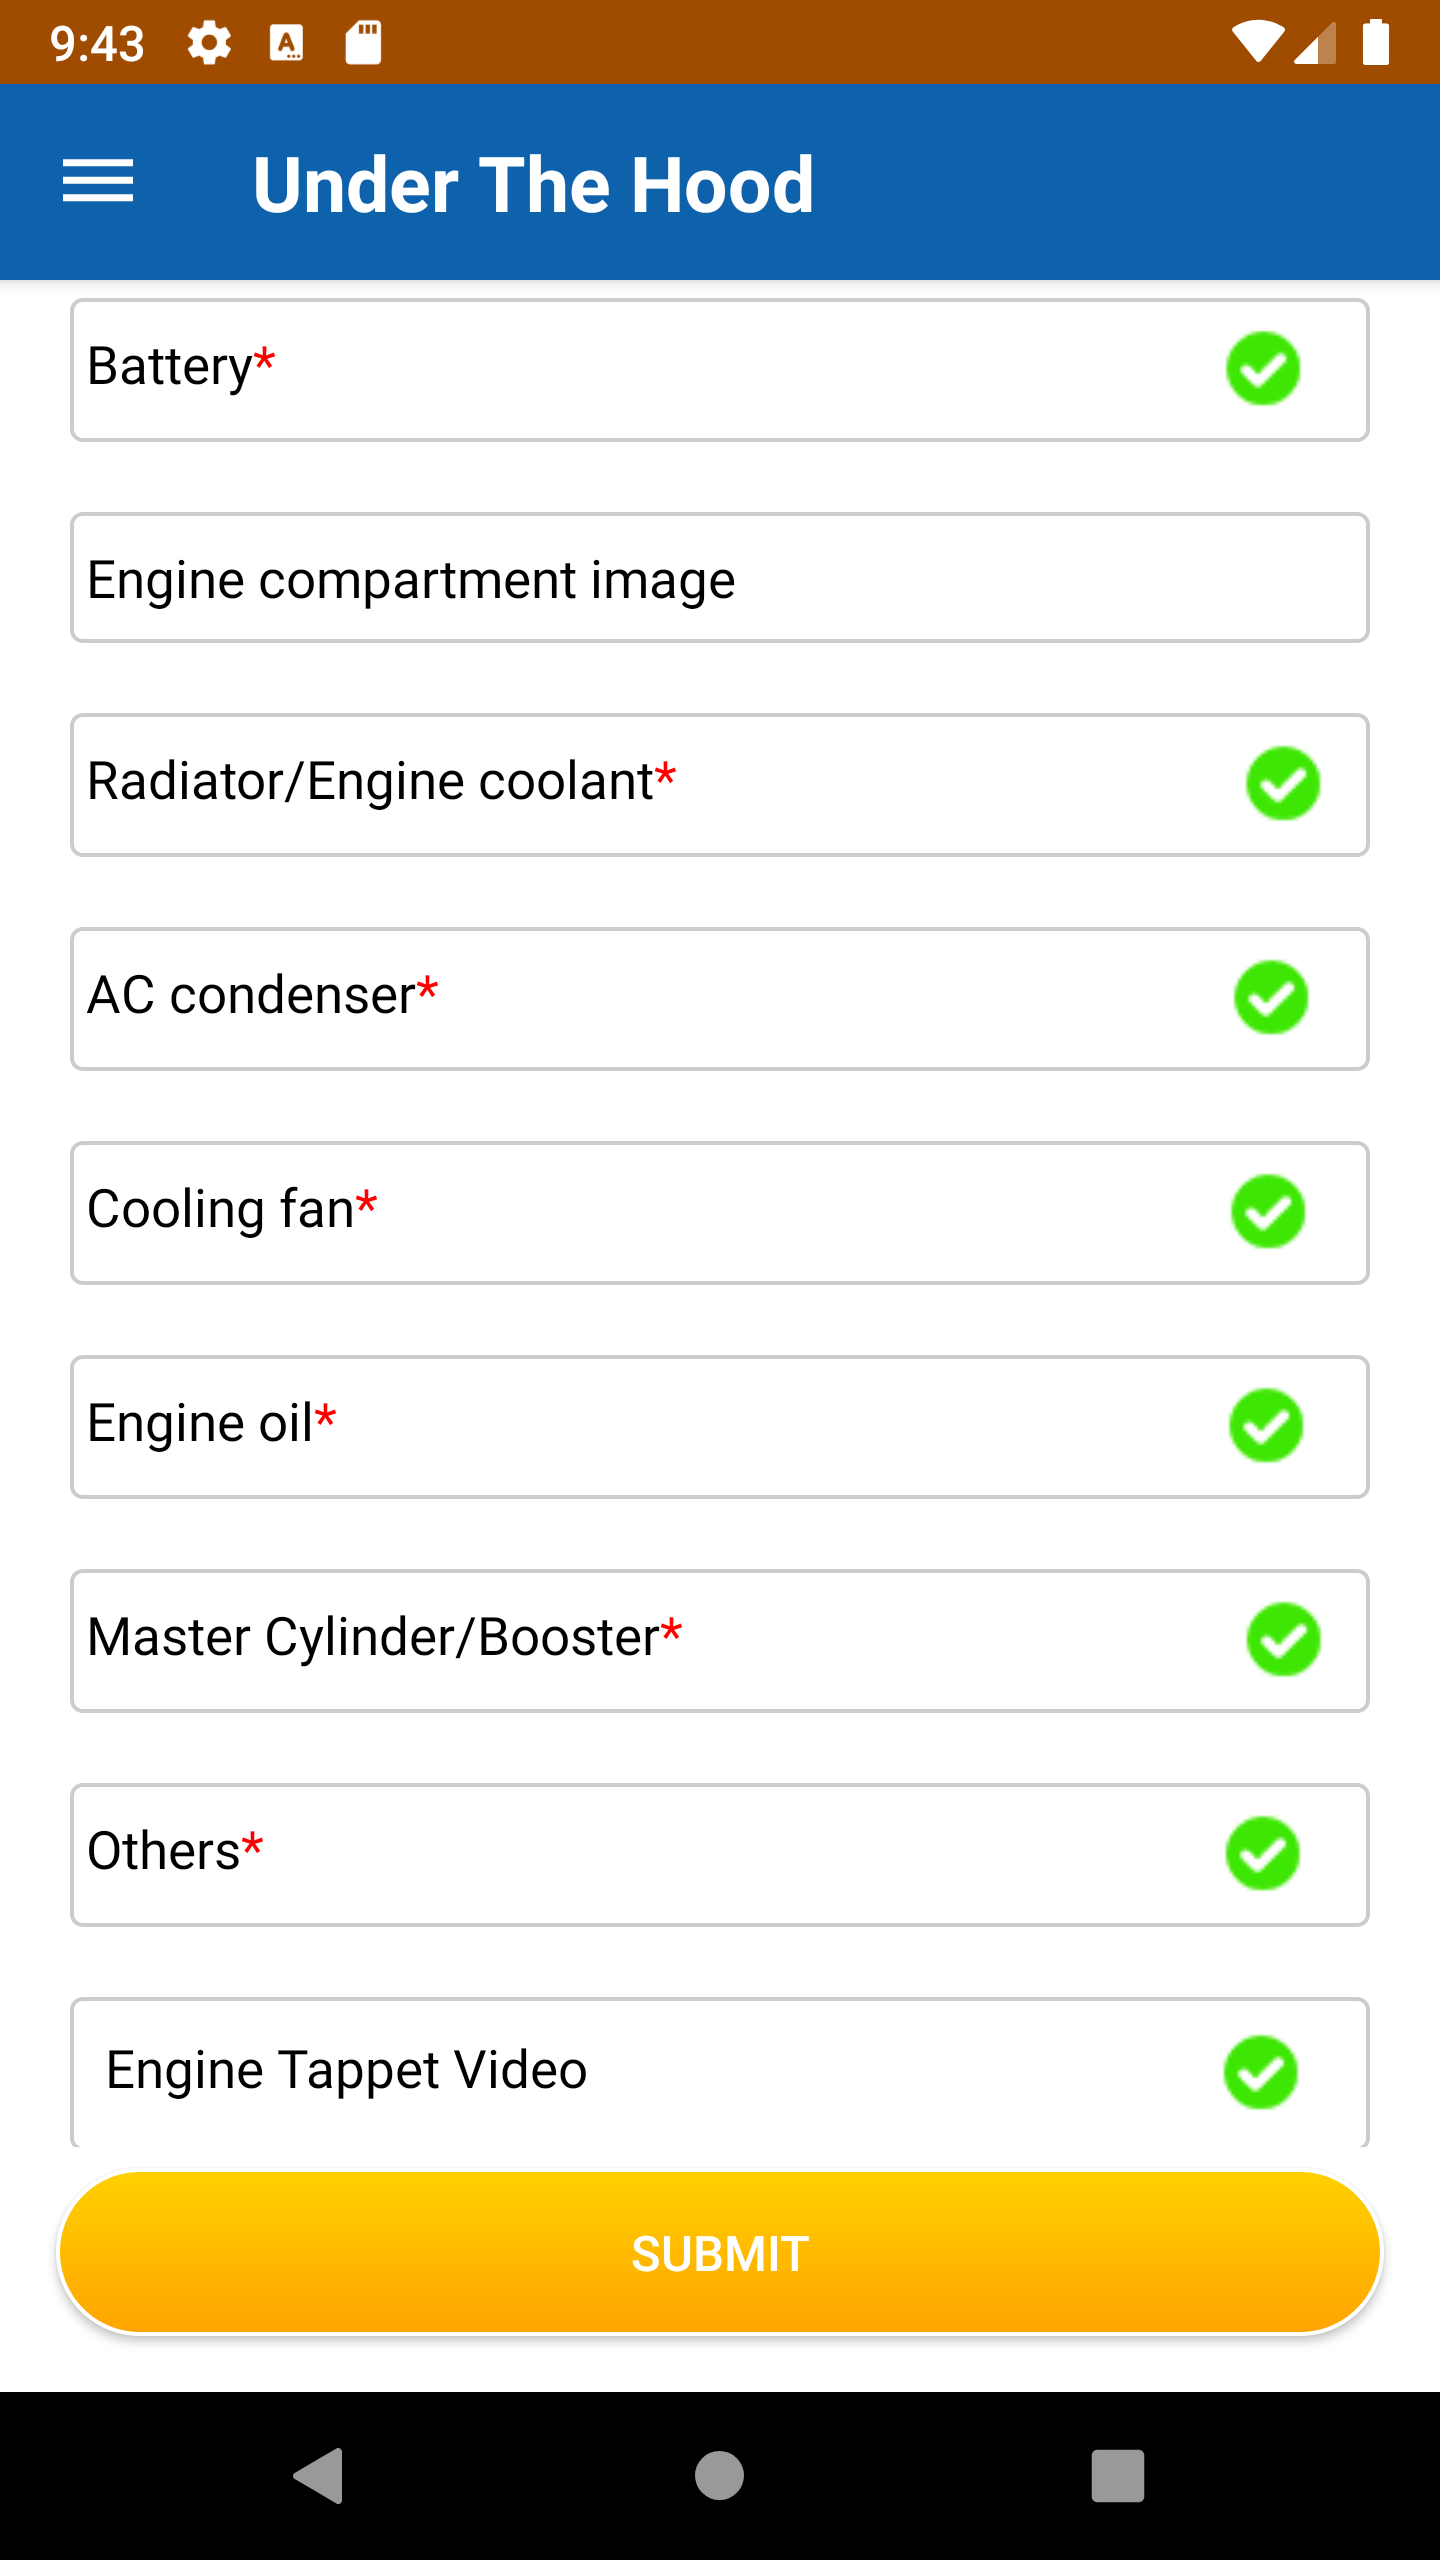 9:43
Under The Hood
Battery*
Engine compartment image
Radiator/Engine coolant*
AC condenser*
Cooling fan*
Engine oil*
Master Cylinder/Booster*
Others*
Engine Tappet Video
SUBMIT